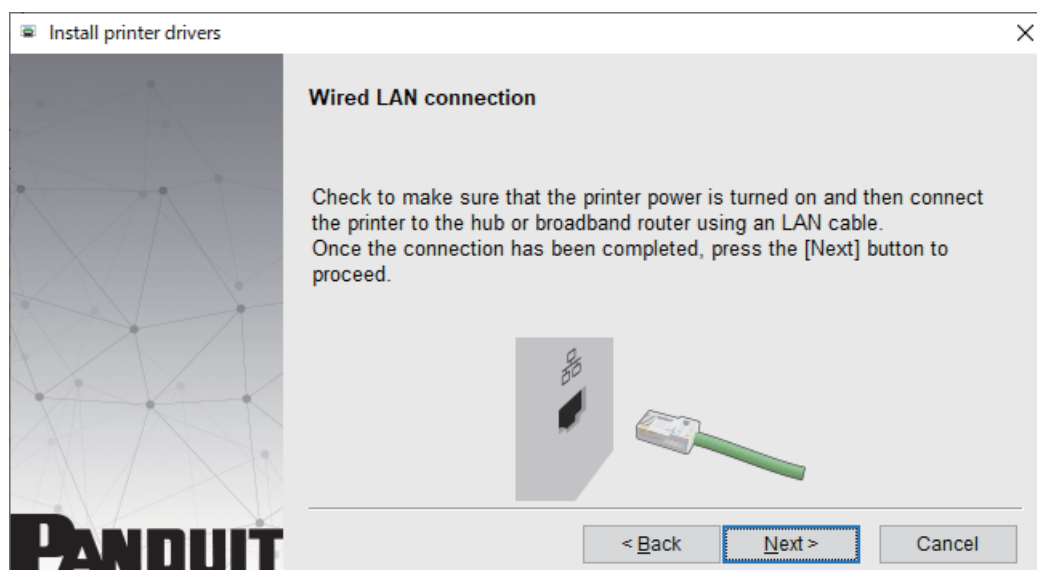 Install printer drivers
Wired LAN connection
Check to make sure that the printer power is turned on and then connect
the printer to the hub or broadband router using an LAN cable.
Once the connection has been completed, press the [Next] button to
proceed.
PANDUIT
< Back
Next >
Cancel